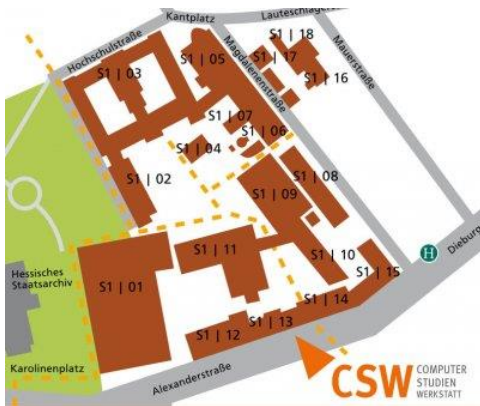 Kantplatz
Lauteschläger
Hochschulstraße
S1 | 18
S1 | 05
S1 | 17
S1 | 03
Magdalenenstraße
Mauerstraße
S1 | 16
S1 | 07
S1 | 06
S1 | 04
S1 | 02
S1 | 08
S1 | 09
S1 | 11
S1 | 10
H
Dieburg
Hessisches
Staatsarchiv
S1 | 01
S1 | 15
S1 | 14
S1 | 13
S1 | 12
Karolinenplatz
Alexanderstraße
CSW
COMPUTER
STUDIEN
WERKSTATT